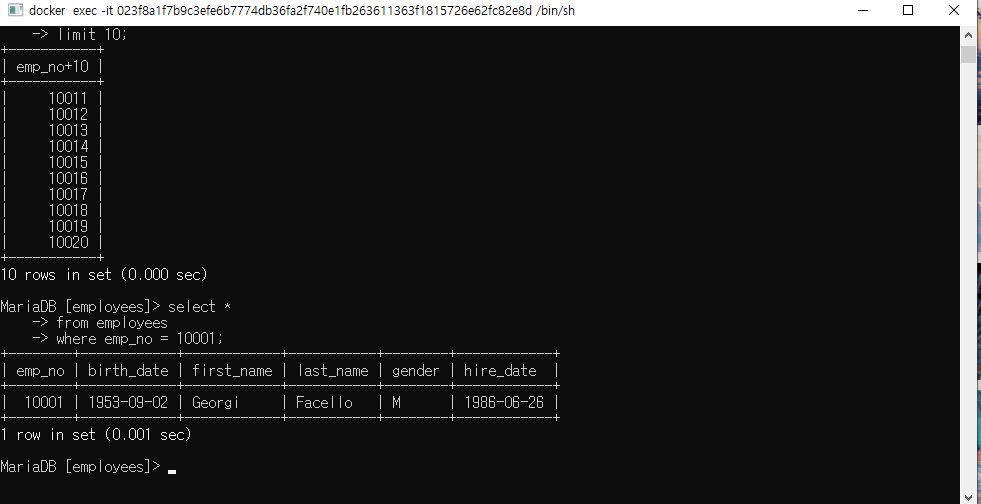 docker  exec -it 023f8a1f7b9c3efe6b7774db36fa2f740e1fb263611363f1815726e62fc82e8d /bin/sh
    -> limit 10;
+-----------+
| emp_no+10 |
+-----------+
|     10011 |
|     10012 |
|     10013 |
|     10014 |
|     10015 |
|     10016 |
|     10017 |
|     10018 |
|     10019 |
|     10020 |
+-----------+
10 rows in set (0.000 sec)
MariaDB [employees]> select *
    -> from employees
    -> where emp_no = 10001;
+--------+------------+------------+-----------+--------+------------+
| emp_no | birth_date | first_name | last_name | gender | hire_date  |
+--------+------------+------------+-----------+--------+------------+
|  10001 | 1953-09-02 | Georgi     | Facello   | M      | 1986-06-26 |
+--------+------------+------------+-----------+--------+------------+
1 row in set (0.001 sec)
MariaDB [employees]>